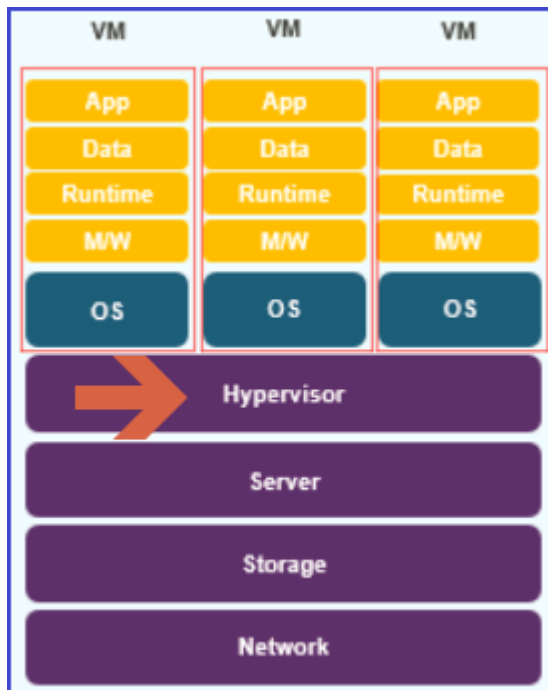 VM VM VM
App App App
Data Data Data
Runtime Runtime Runtime
M/W M/W M/W
OS OS OS
Hypervisor
Server
Storage
Network